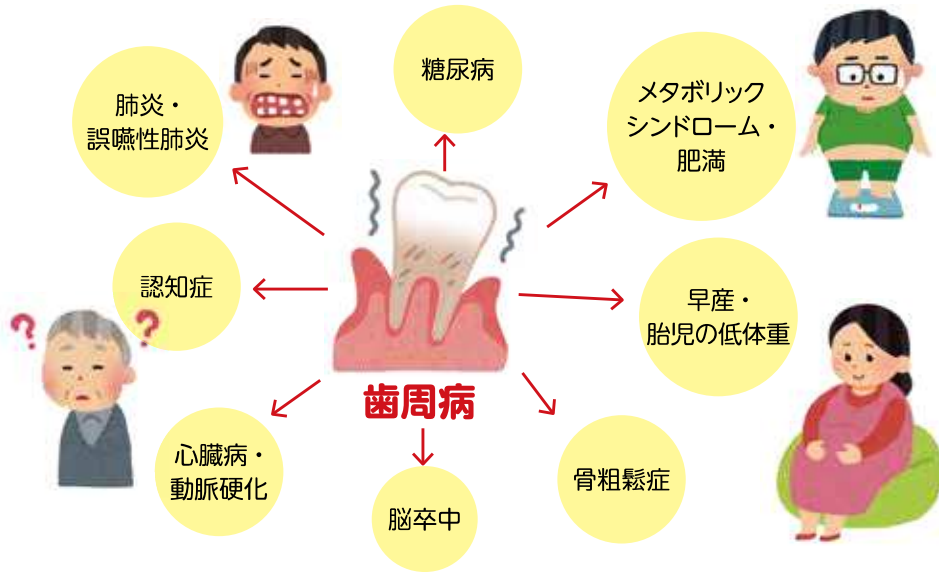 糖尿病
肺炎・
誤嚥性肺炎
メタボリック
シンドローム・
肥満
認知症
?
?
早産・
胎児の低体重
歯周病
心臓病・
動脈硬化
脳卒中
骨粗鬆症